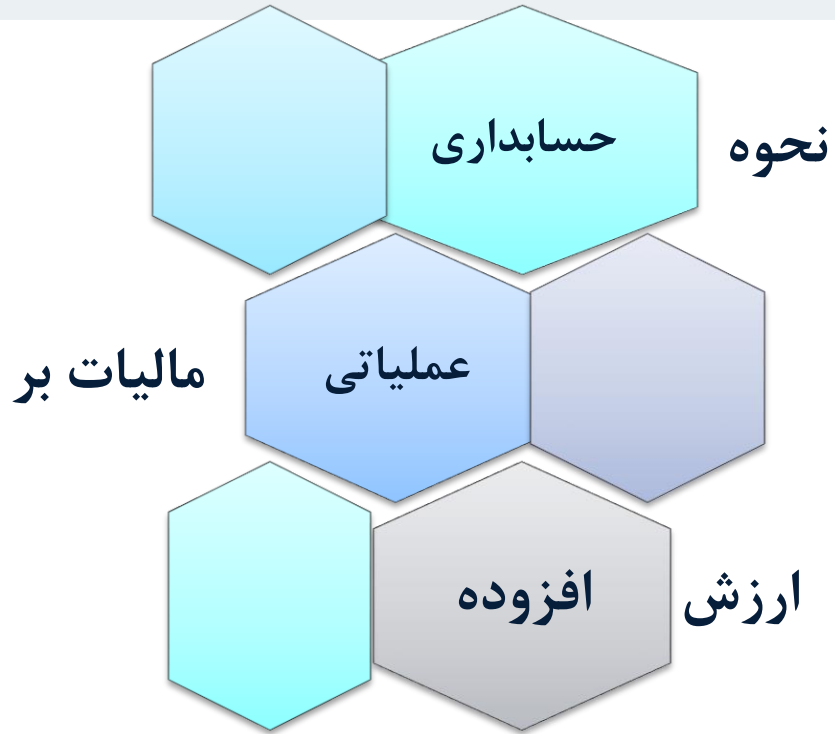 نحوه حسابداری
عملیاتی مالیات بر
ارزش افزوده